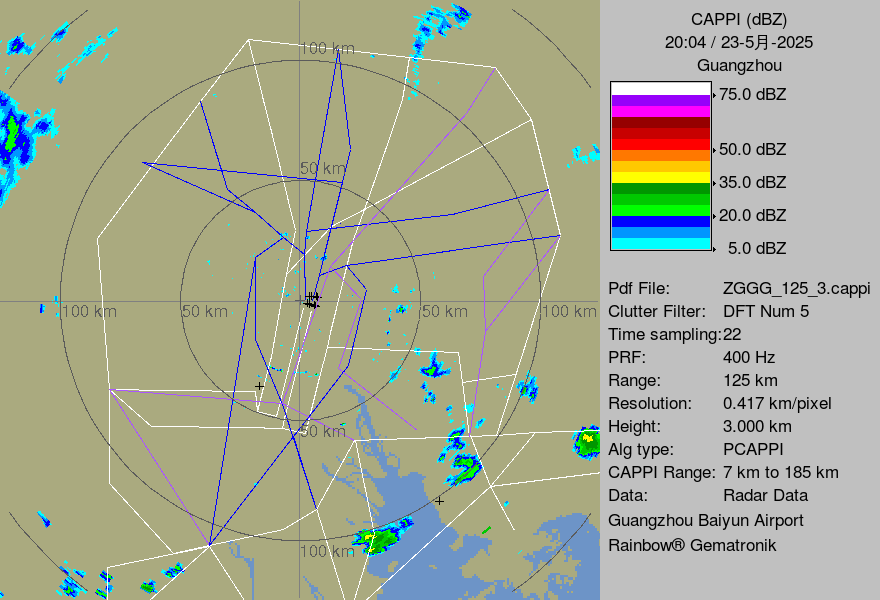 100 km
50 km
100 km
50 km
50 km
100 km
50 km
100 km
CAPPI (dBZ)
20:04 / 23-5月-2025
Guangzhou
75.0 dBZ
50.0 dBZ
35.0 dBZ
20.0 dBZ
5.0 dBZ
Pdf File: ZGGG_125_3.cappi
Clutter Filter: DFT Num 5
Time sampling:22
PRF: 400 Hz
Range: 125 km
Resolution: 0.417 km/pixel
Height: 3.000 km
Alg type: PCAPPI
CAPPI Range: 7 km to 185 km
Data: Radar Data
Guangzhou Baiyun Airport
Rainbow® Gematronik